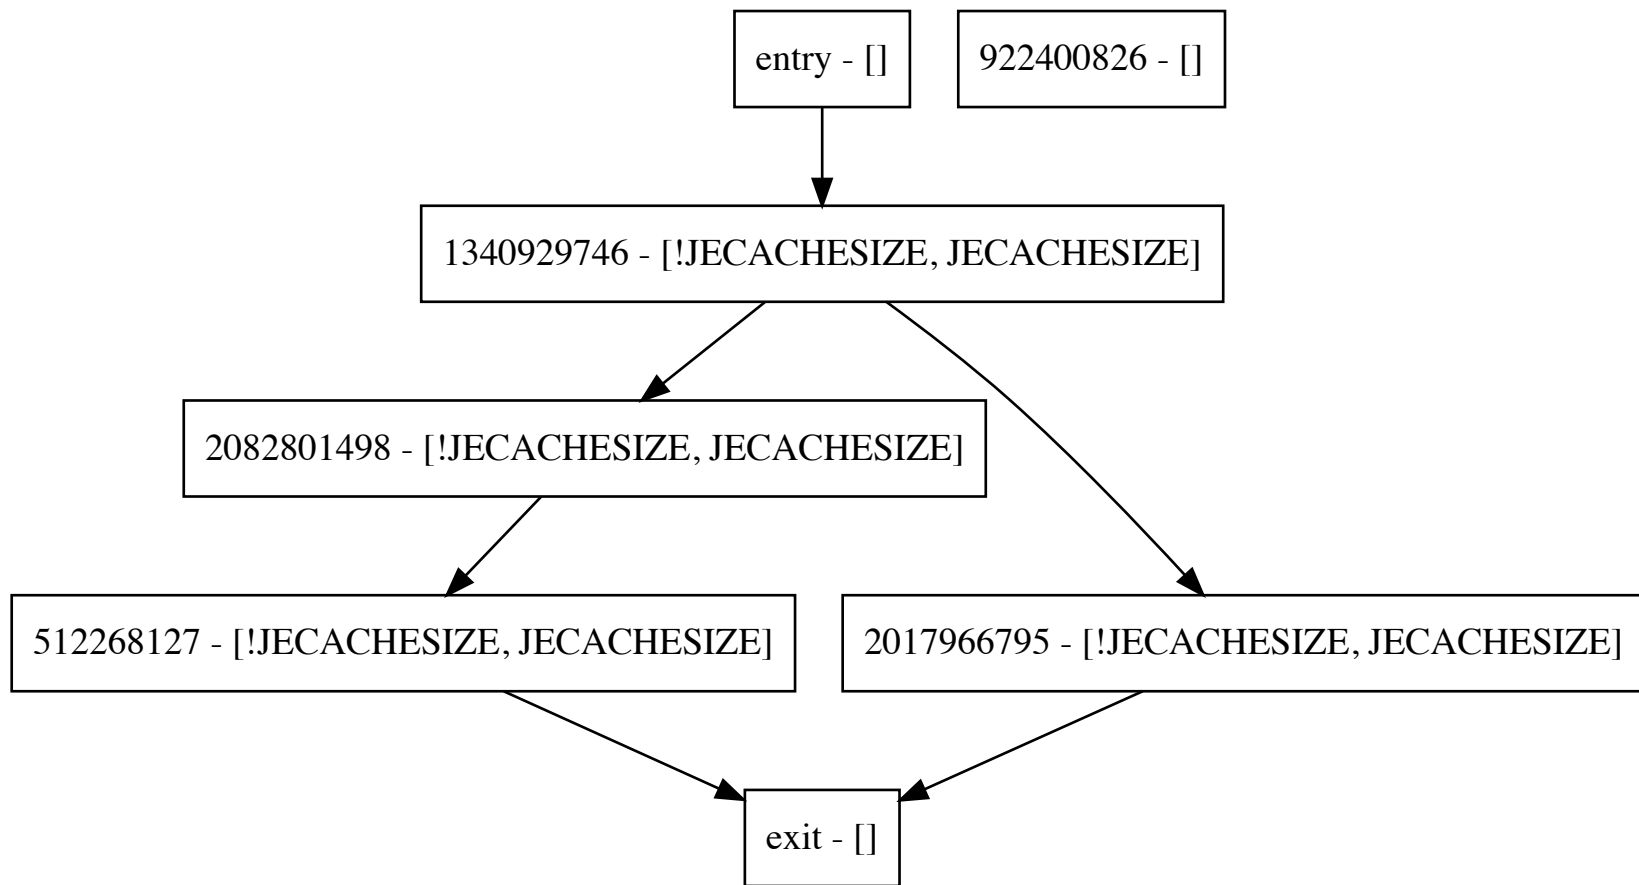 entry - []
922400826 - []
1340929746 - [!JECACHESIZE, JECACHESIZE]
2082801498 - [!JECACHESIZE, JECACHESIZE]
512268127 - [!JECACHESIZE, JECACHESIZE]
2017966795 - [!JECACHESIZE, JECACHESIZE]
exit - []